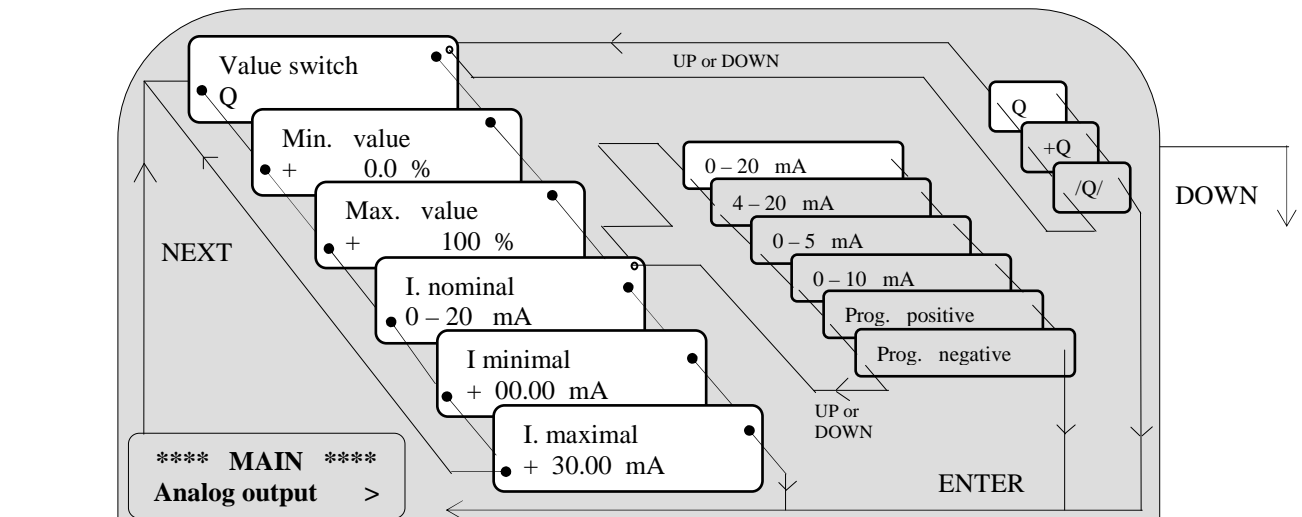 Value switch
Q
Min. value
+ 0.0 %
Max. value
+ 100 %
I. nominal
0 – 20 mA
I minimal
+ 00.00 mA
I. maximal
+ 30.00 mA
NEXT
**** MAIN ****
Analog output >
UP or DOWN
0 – 20 mA
4 – 20 mA
0 – 5 mA
0 – 10 mA
Prog. positive
Prog. negative
UP or
DOWN
Q
+Q
/Q/
DOWN
ENTER